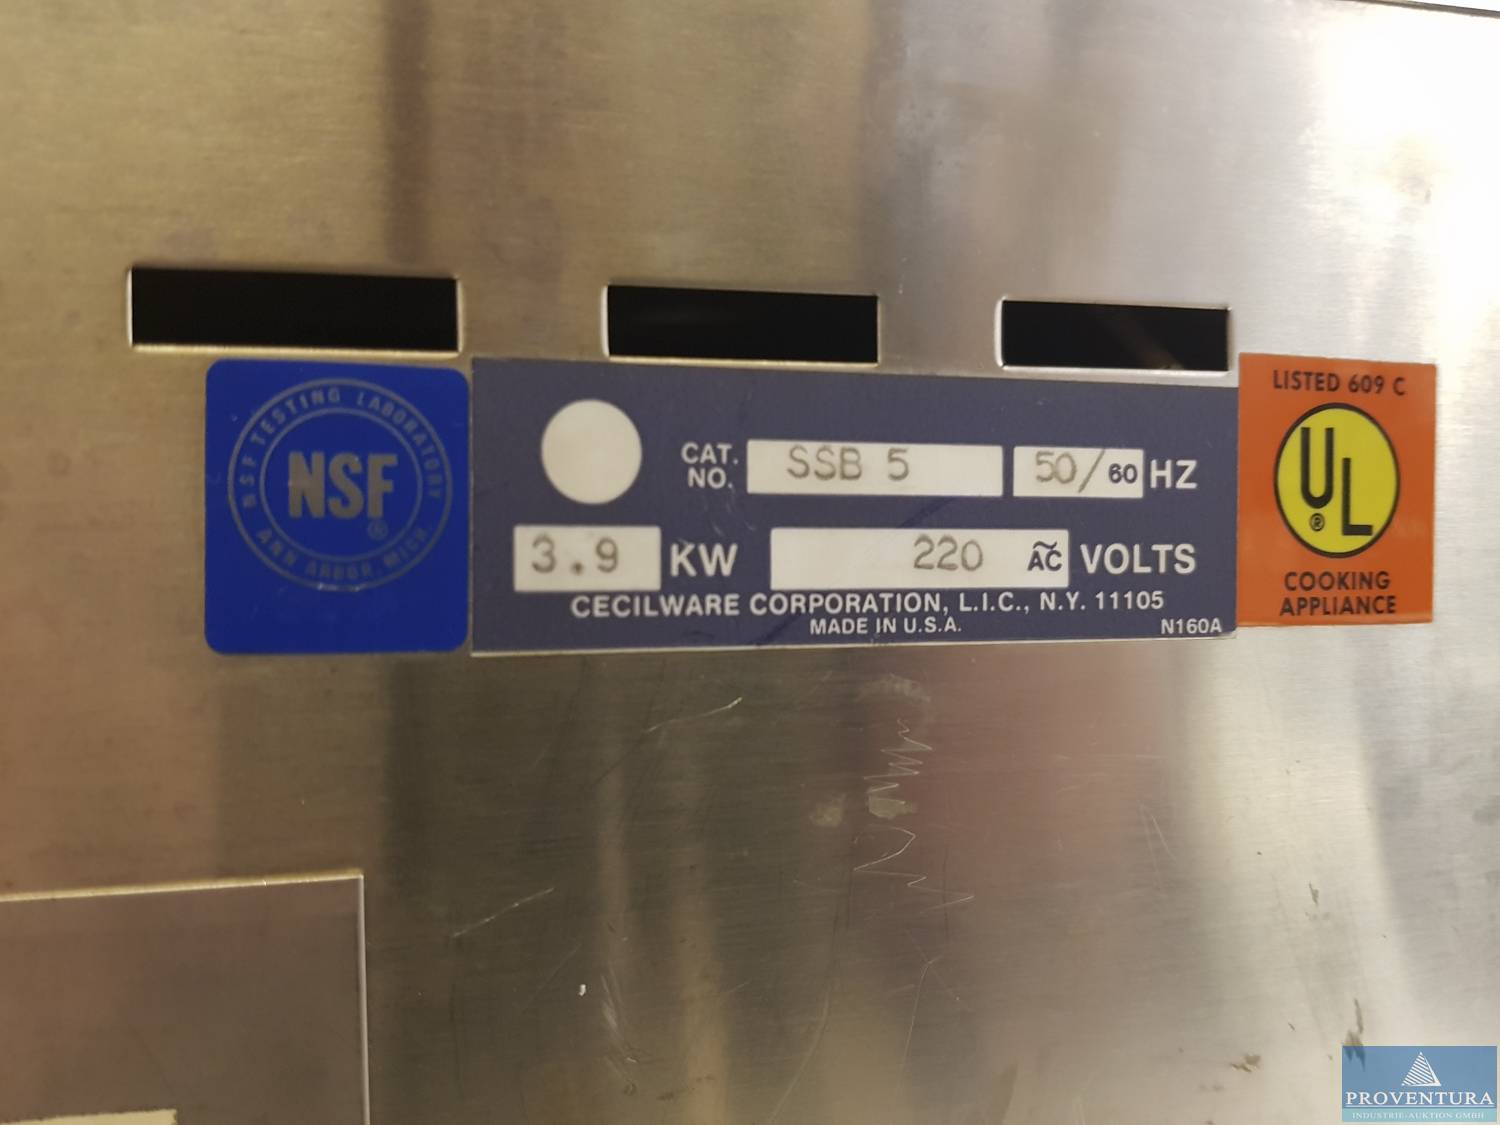 NSF TESTING LABORATORY
NSF®
ANN ARBOR, MICH.
CAT. NO. SSB 5 50/60 HZ
3.9 KW 220 AC VOLTS
CECILWARE CORPORATION, L.I.C., N.Y. 11105
MADE IN U.S.A. N160A
LISTED 609 C
UL®
COOKING
APPLIANCE
PROVENTURA
INDUSTRIE-AUKTION GMBH